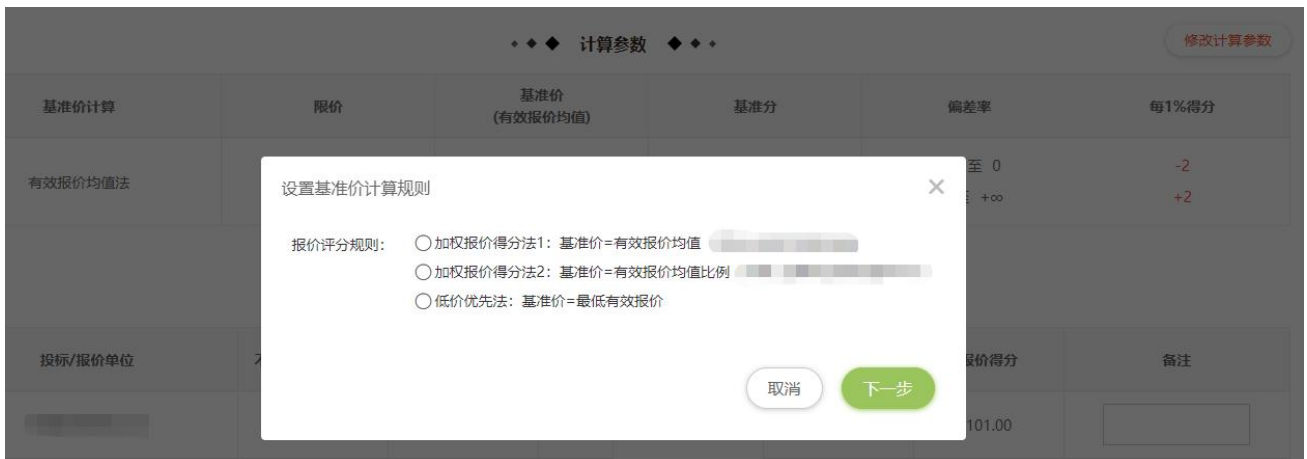 计算参数
修改计算参数
基准价计算
限价
基准价
(有效报价均值)
基准分
偏差率
每1%得分
有效报价均值法
至 0
-2
+∞
+2
设置基准价计算规则
报价评分规则:
加权报价得分法1: 基准价=有效报价均值
加权报价得分法2: 基准价=有效报价均值比例
低价优先法: 基准价=最低有效报价
取消
下一步
投标/报价单位
报价得分
备注
101.00